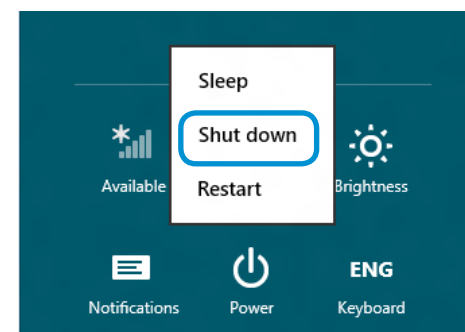 Sleep
Shut down
Restart
Available
Brightness
ENG
Notifications
Power
Keyboard